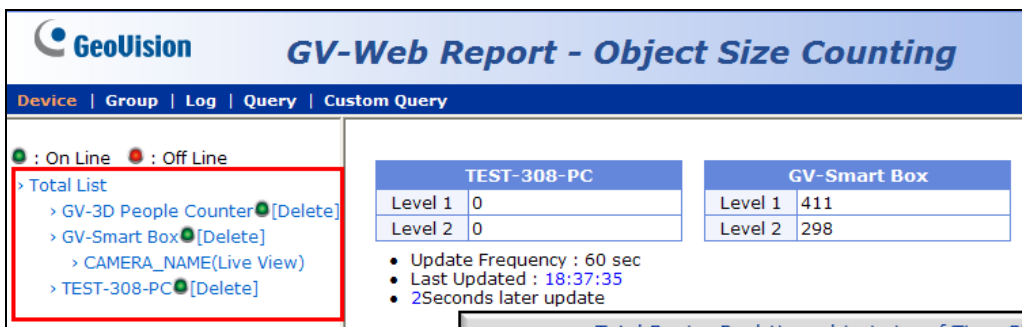 GeoVision
GV-Web Report - Object Size Counting
Device | Group | Log | Query | Custom Query
: On Line : Off Line
› Total List
› GV-3D People Counter[Delete]
› GV-Smart Box[Delete]
› CAMERA_NAME(Live View)
› TEST-308-PC[Delete]
TEST-308-PC
Level 1 0
Level 2 0
GV-Smart Box
Level 1 411
Level 2 298
• Update Frequency : 60 sec
• Last Updated : 18:37:35
• 2Seconds later update